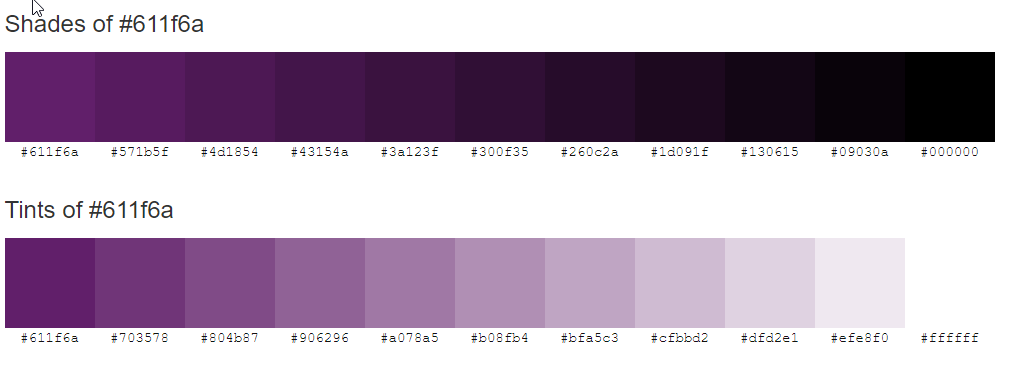 Shades of #611f6a
#611f6a #571b5f #4d1854 #43154a #3a123f #300f35 #260c2a #1d091f #130615 #09030a #000000
Tints of #611f6a
#611f6a #703578 #804b87 #906296 #a078a5 #b08fb4 #bfa5c3 #cfbbd2 #dfd2e1 #efe8f0 #ffffff